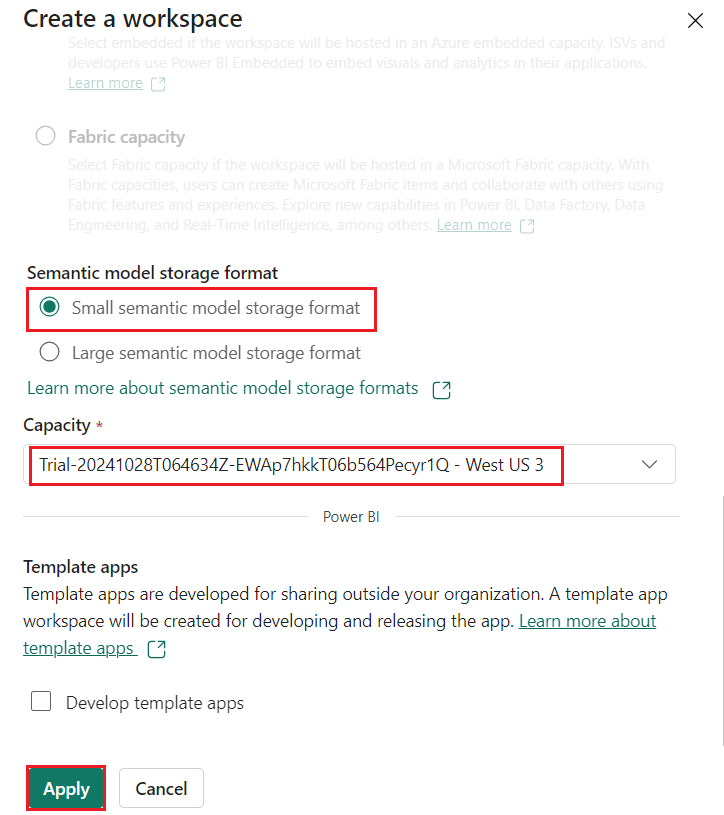 Create a workspace
Select embedded if the workspace will be hosted in an Azure embedded capacity. ISVs and
developers use Power BI Embedded to embed visuals and analytics in their applications.
Learn more
Fabric capacity
Select Fabric capacity if the workspace will be hosted in a Microsoft Fabric capacity. With
Fabric capacities, users can create Microsoft Fabric items and collaborate with others using
Fabric features and experiences. Explore new capabilities in Power BI, Data Factory, Data
Engineering, and Real-Time Intelligence, among others. Learn more
Semantic model storage format
Small semantic model storage format
Large semantic model storage format
Learn more about semantic model storage formats
Capacity *
Trial-20241028T064634Z-EWAp7hkkT06b564Pecyr1Q - West US 3
Power BI
Template apps
Template apps are developed for sharing outside your organization. A template app
workspace will be created for developing and releasing the app. Learn more about
template apps
Develop template apps
Apply Cancel